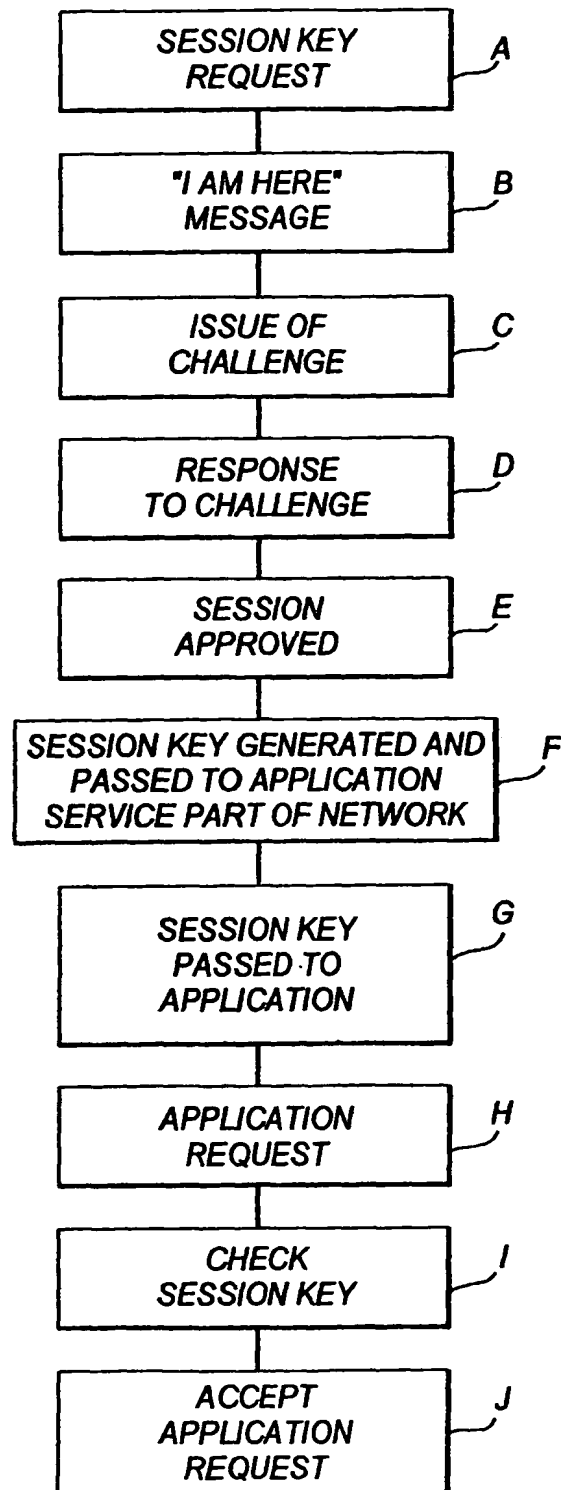 SESSION KEY
REQUEST
A
"I AM HERE"
MESSAGE
B
ISSUE OF
CHALLENGE
C
RESPONSE
TO CHALLENGE
D
SESSION
APPROVED
E
SESSION KEY GENERATED AND
PASSED TO APPLICATION
SERVICE PART OF NETWORK
F
SESSION KEY
PASSED TO
APPLICATION
G
APPLICATION
REQUEST
H
CHECK
SESSION KEY
I
ACCEPT
APPLICATION
REQUEST
J